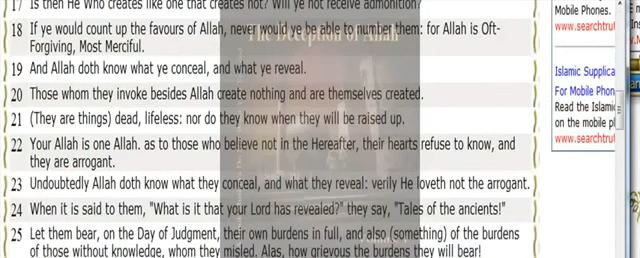 17 Is then He Who creates like one that creates not? Will ye not receive admonition?
18 If ye would count up the favours of Allah, never would ye be able to number them: for Allah is Oft-
Forgiving, Most Merciful.
The Deception of Allah
19 And Allah doth know what ye conceal, and what ye reveal.
20 Those whom they invoke besides Allah create nothing and are themselves created.
21 (They are things) dead, lifeless: nor do they know when they will be raised up.
22 Your Allah is one Allah. as to those who believe not in the Hereafter, their hearts refuse to know, and
they are arrogant.
23 Undoubtedly Allah doth know what they conceal, and what they reveal: verily He loveth not the arrogant.
24 When it is said to them, "What is it that your Lord has revealed?" they say, "Tales of the ancients!"
25 Let them bear, on the Day of Judgment, their own burdens in full, and also (something) of the burdens
of those without knowledge, whom they misled. Alas, how grievous the burdens they will bear!
Mobile Phones.
www.searchtrut
Islamic Supplica
For Mobile Phon
Read the Islamic
on the mobile pl
www.searchtrut